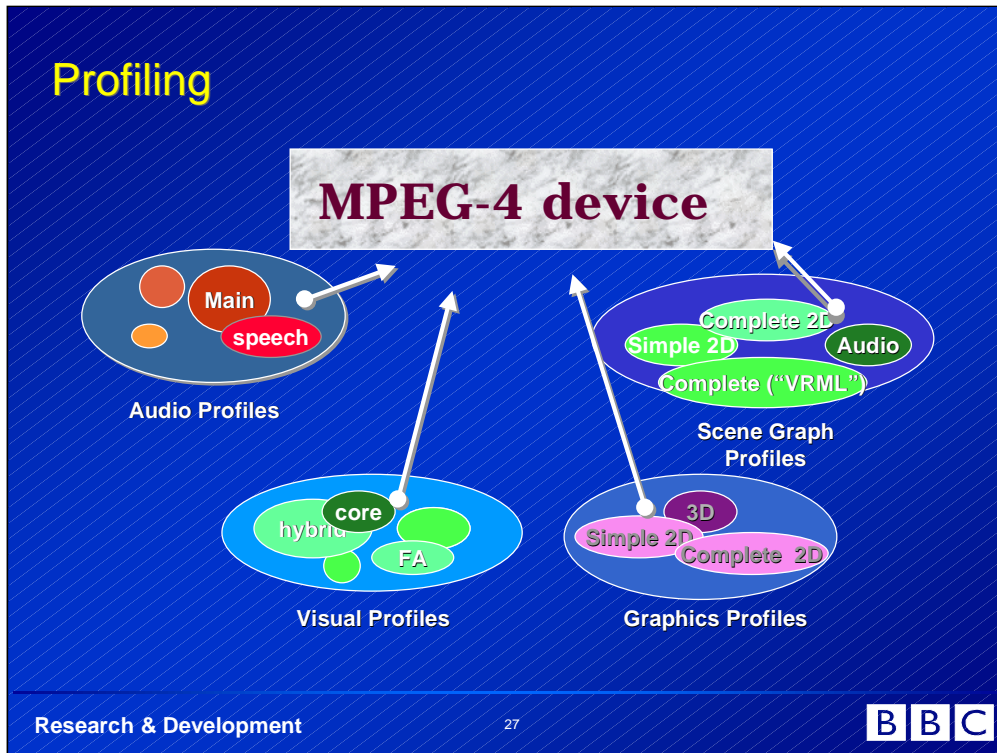 Profiling
MPEG-4 device
Main
speech
Audio Profiles
Complete 2D
Simple 2D
Audio
Complete ("VRML")
Scene Graph
Profiles
core
hybrid
FA
Visual Profiles
3D
Simple 2D
Complete 2D
Graphics Profiles
Research & Development
27
BBC